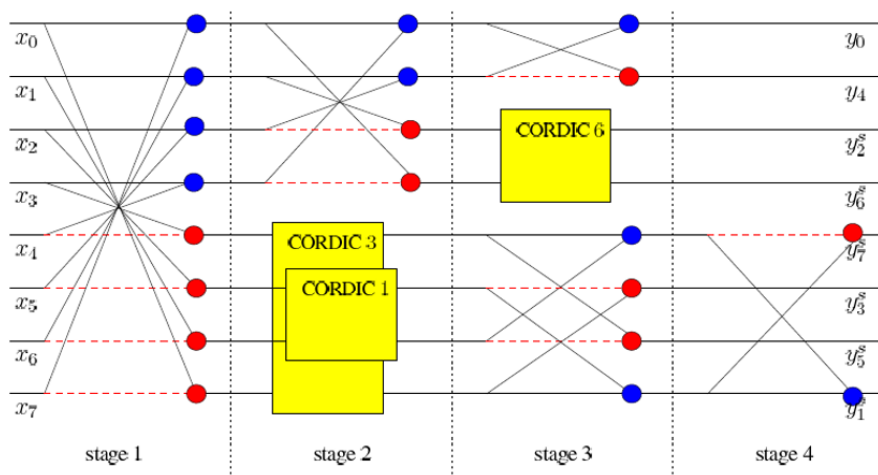 x₀ y₀
x₁ y₄
x₂ CORDIC 6 y₂ˢ
x₃ y₆ˢ
x₄ CORDIC 3 y₇ˢ
x₅ CORDIC 1 y₃ˢ
x₆ y₅ˢ
x₇ y₁ˢ
stage 1 stage 2 stage 3 stage 4